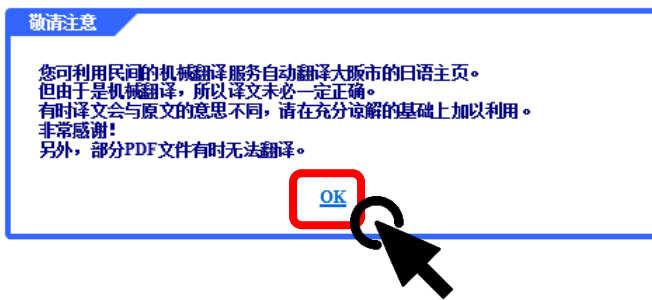 敬请注意
您可利用民间的机械翻译服务自动翻译大阪市的日语主页。
但由于是机械翻译，所以译文未必一定正确。
有时译文会与原文的意思不同，请在充分谅解的基础上加以利用。
非常感谢！
另外，部分PDF文件有时无法翻译。
OK